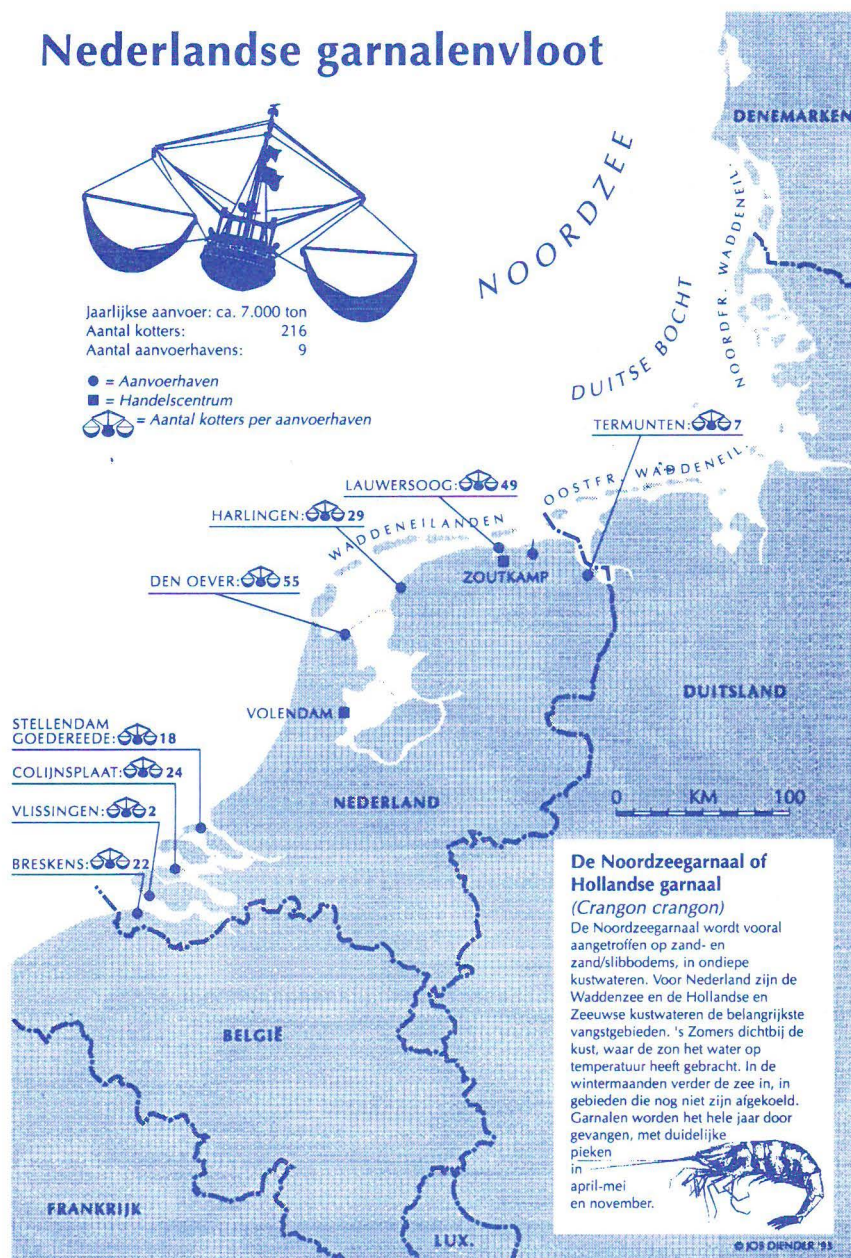 Nederlandse garnalenvloot
DENEMARKEN
NOORDZEE
NOORDFR. WADDENEIL.
Jaarlijkse aanvoer: ca. 7.000 ton
Aantal kotters: 216
Aantal aanvoerhavens: 9
= Aanvoerhaven
= Handelscentrum
= Aantal kotters per aanvoerhaven
DUITSE BOCHT
TERMUNTEN: 7
OOSTFR. WADDENEIL.
LAUWERSOOG: 49
HARLINGEN: 29
WADDENEILANDEN
ZOUTKAMP
DEN OEVER: 55
DUITSLAND
VOLENDAM
STELLENDAM
GOEDEREEDE: 18
COLIJNSPLAAT: 24
NEDERLAND
0 KM 100
VLISSINGEN: 2
BRESKENS: 22
De Noordzeegarnaal of
Hollandse garnaal
(Crangon crangon)
De Noordzeegarnaal wordt vooral
aangetroffen op zand- en
zand/slibbodems, in ondiepe
kustwateren. Voor Nederland zijn de
Waddenzee en de Hollandse en
Zeeuwse kustwateren de belangrijkste
vangstgebieden. 's Zomers dichtbij de
kust, waar de zon het water op
temperatuur heeft gebracht. In de
wintermaanden verder de zee in, in
gebieden die nog niet zijn afgekoeld.
Garnalen worden het hele jaar door
gevangen, met duidelijke
pieken
in
april-mei
en november.
BELGIË
FRANKRIJK
LUX.
© JOS DIENDER '93